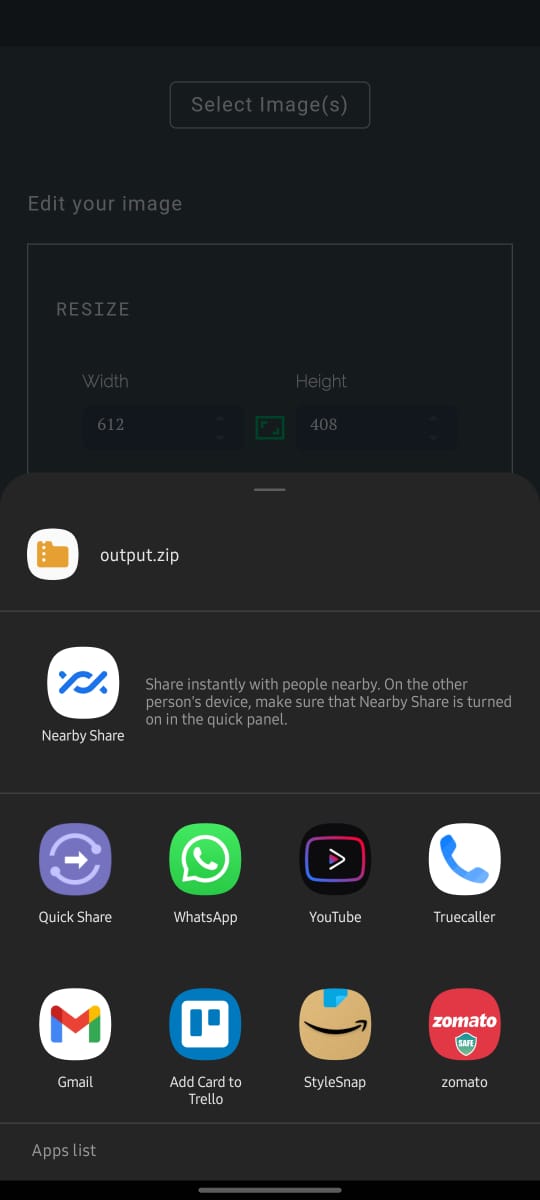 Select Image(s)
Edit your image
RESIZE
Width
Height
612
408
output.zip
Share instantly with people nearby. On the other
person's device, make sure that Nearby Share is turned
on in the quick panel.
Nearby Share
Quick Share
WhatsApp
YouTube
Truecaller
zomato
SAFE
Gmail
Add Card to
Trello
StyleSnap
zomato
Apps list